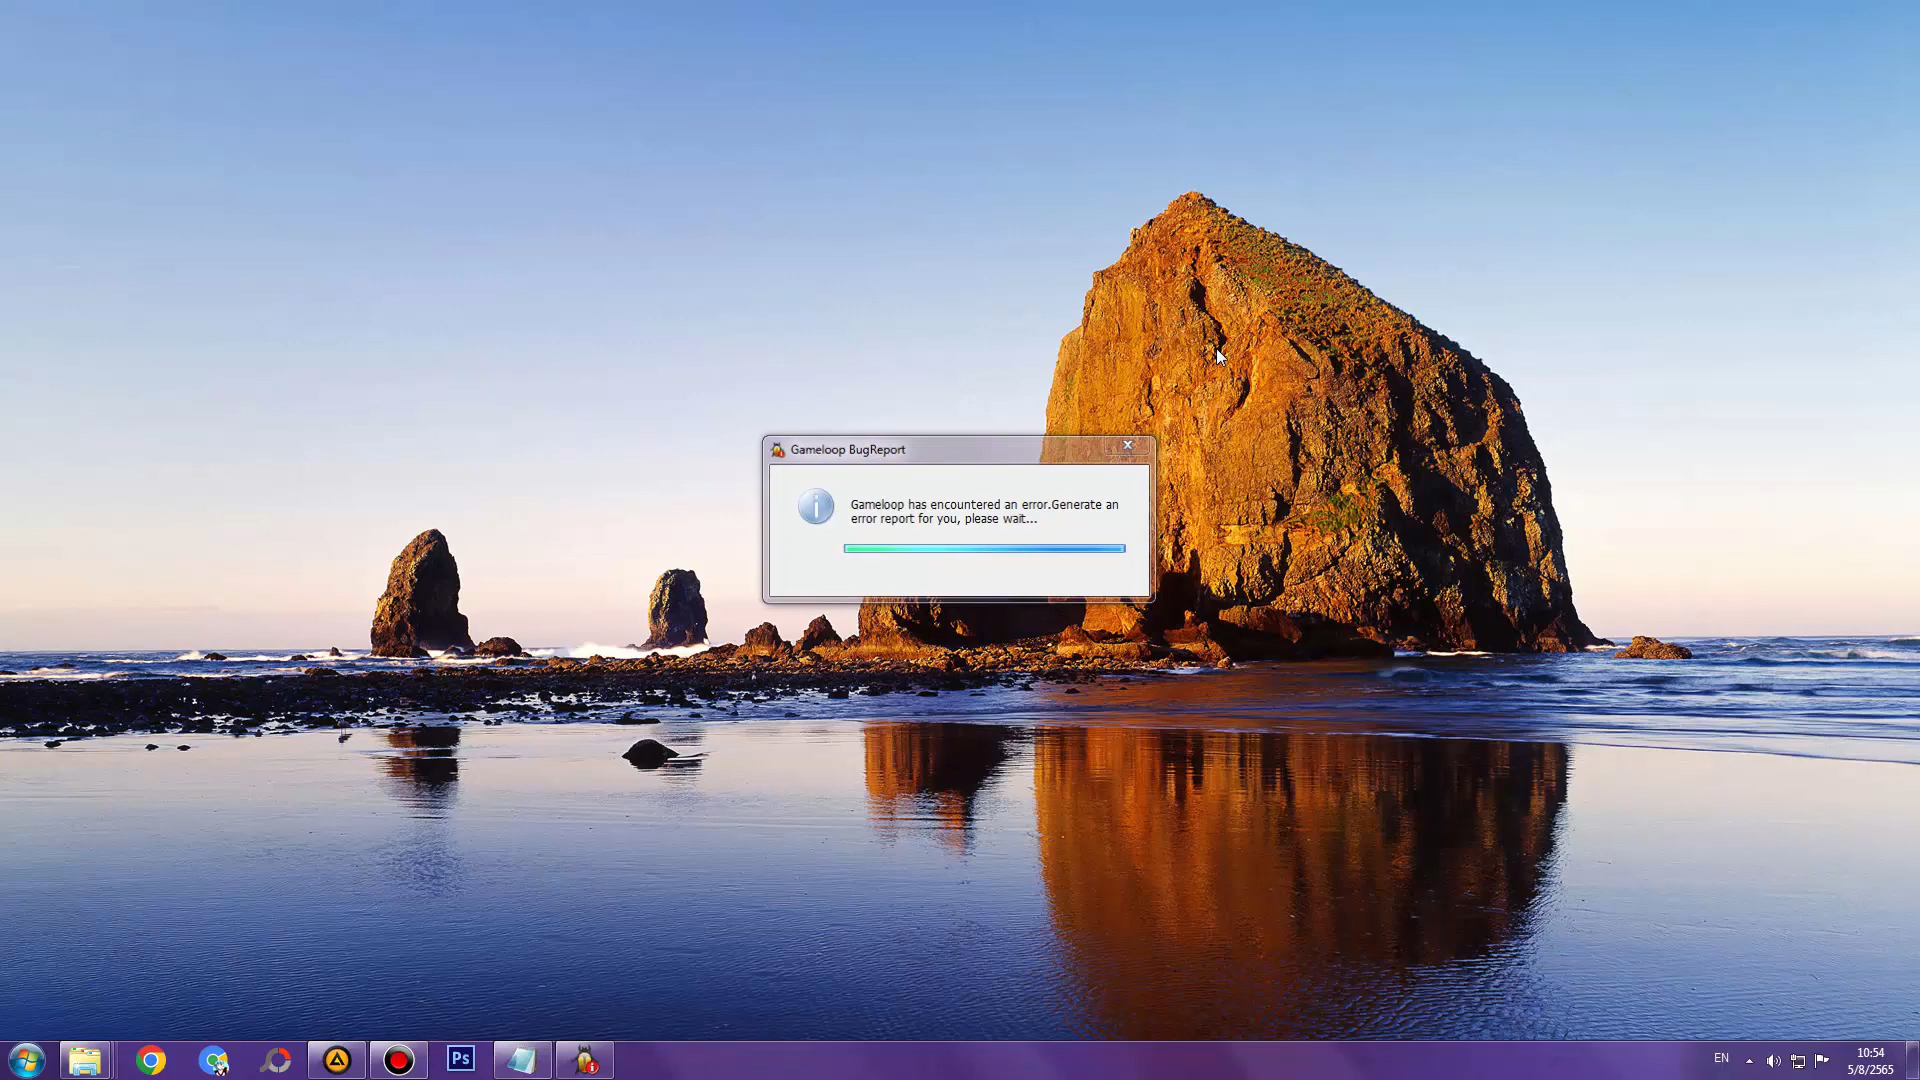 Gameloop BugReport
Gameloop has encountered an error.Generate an
error report for you, please wait...
Ps
EN
10:54
5/8/2565